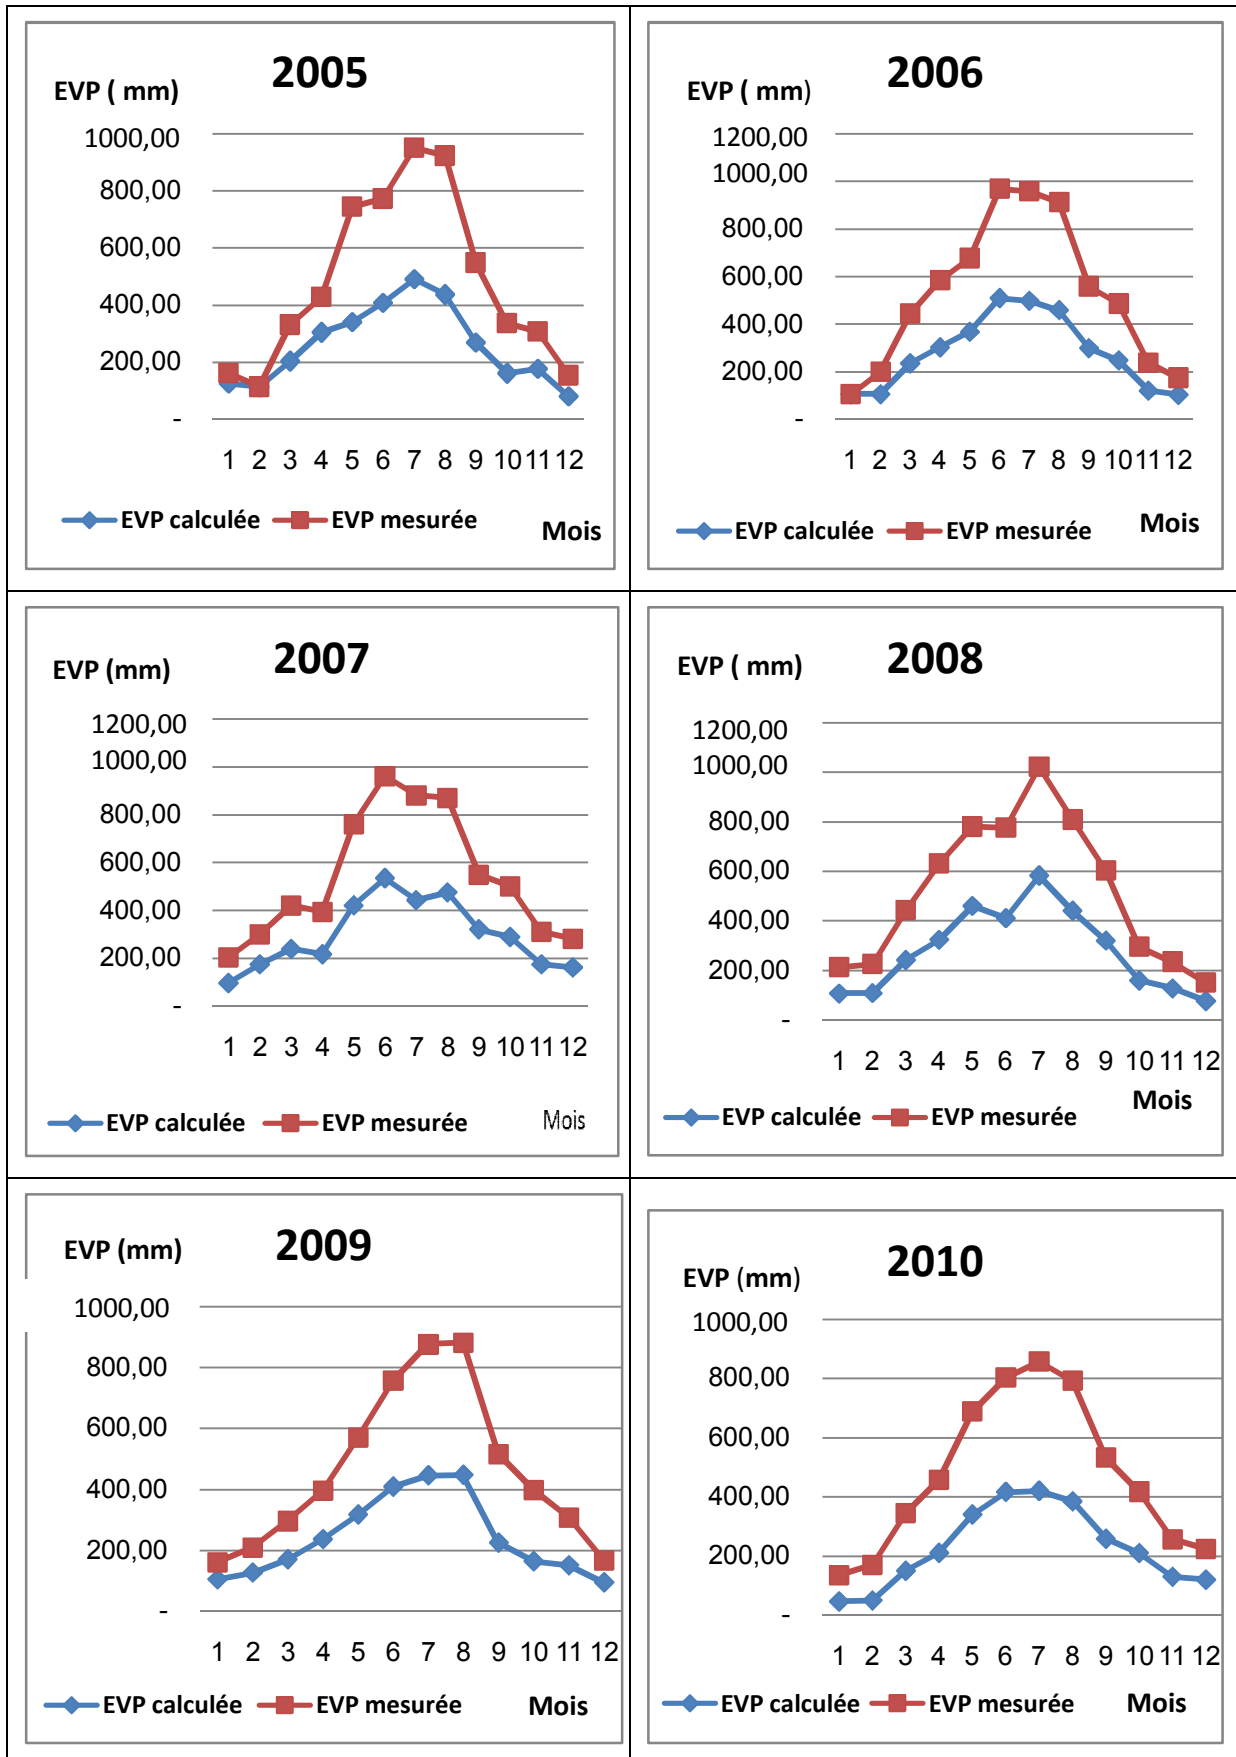 2005
EVP ( mm)
1000,00
800,00
600,00
400,00
200,00
-
1 2 3 4 5 6 7 8 9 10 11 12
EVP calculée EVP mesurée Mois
2006
EVP ( mm)
1200,00
1000,00
800,00
600,00
400,00
200,00
-
1 2 3 4 5 6 7 8 9 10 11 12
EVP calculée EVP mesurée Mois
2007
EVP (mm)
1200,00
1000,00
800,00
600,00
400,00
200,00
-
1 2 3 4 5 6 7 8 9 10 11 12
EVP calculée EVP mesurée Mois
2008
EVP ( mm)
1200,00
1000,00
800,00
600,00
400,00
200,00
-
1 2 3 4 5 6 7 8 9 10 11 12
EVP calculée EVP mesurée Mois
2009
EVP (mm)
1000,00
800,00
600,00
400,00
200,00
-
1 2 3 4 5 6 7 8 9 10 11 12
EVP calculée EVP mesurée Mois
2010
EVP (mm)
1000,00
800,00
600,00
400,00
200,00
-
1 2 3 4 5 6 7 8 9 10 11 12
EVP calculée EVP mesurée Mois